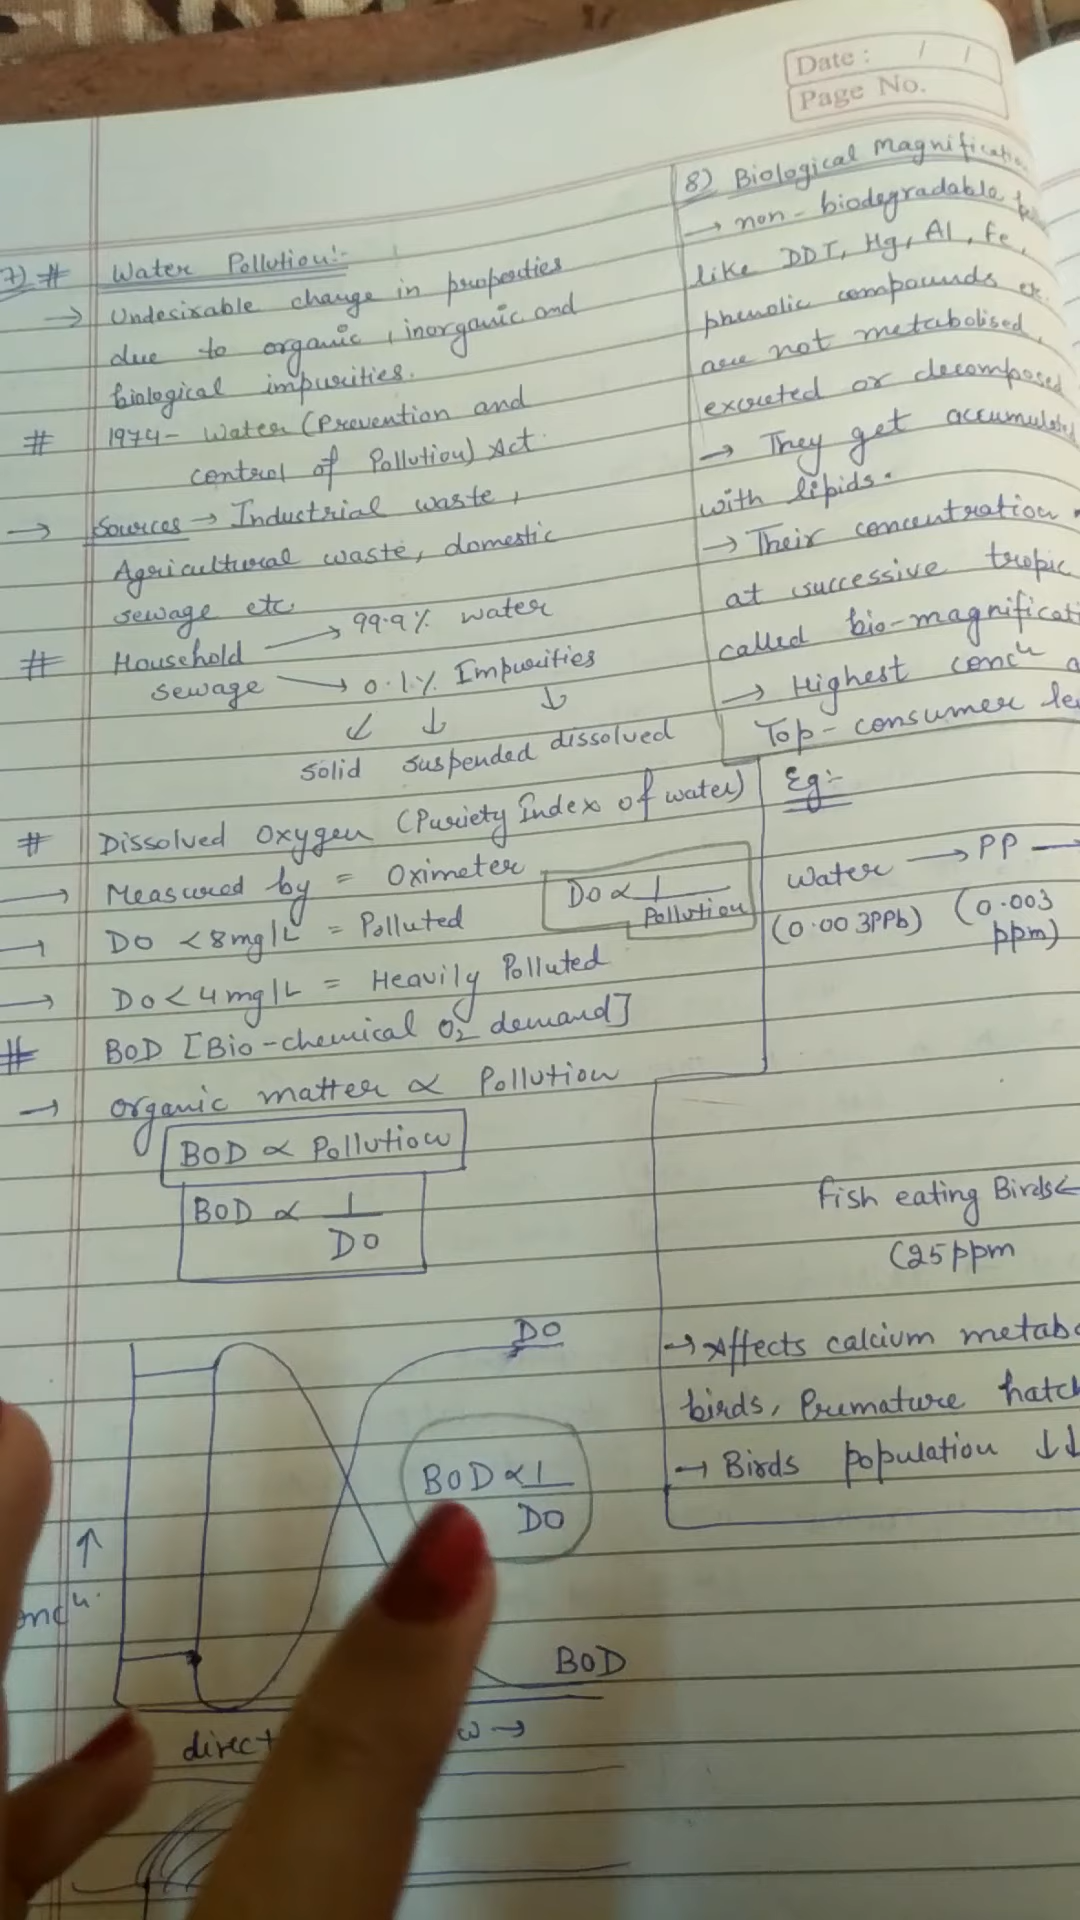 Date : / /
Page No.
7) # Water Pollution:-
→ Undesirable change in properties
due to organic, inorganic and
biological impurities.
# 1974- Water (Prevention and
control of Pollution) Act.
→ Sources → Industrial waste,
Agricultural waste, domestic
sewage etc.
# Household → 99.9% water
sewage → 0.1% Impurities
↙ ↓ ↓
solid suspended dissolved
# Dissolved Oxygen (Puriety Index of water)
→ Measured by = Oximeter
DO ∝ 1
Pollution
→ DO < 8mg/L = Polluted
→ DO < 4mg/L = Heavily Polluted
# BOD [Bio-chemical O2 demand]
→ organic matter ∝ Pollution
BOD ∝ Pollution
BOD ∝ 1
DO
DO
BOD ∝ 1
DO
↑
BOD
direct
w →
8) Biological
→ non-biodegradable
like DDT, Hg, Al, Fe,
phenolic compounds
are not metabolised,
excreted or decomposed
→ They get accumulated
with lipids.
→ Their concentration
at successive tropic
called
→ Highest concn
Top-consumer
Eg:-
Water → PP →
(0.003PPb) (0.003
ppm)
fish eating Birds ←
(25ppm
→ Affects calcium
birds, Premature
→ Birds population ↓↓